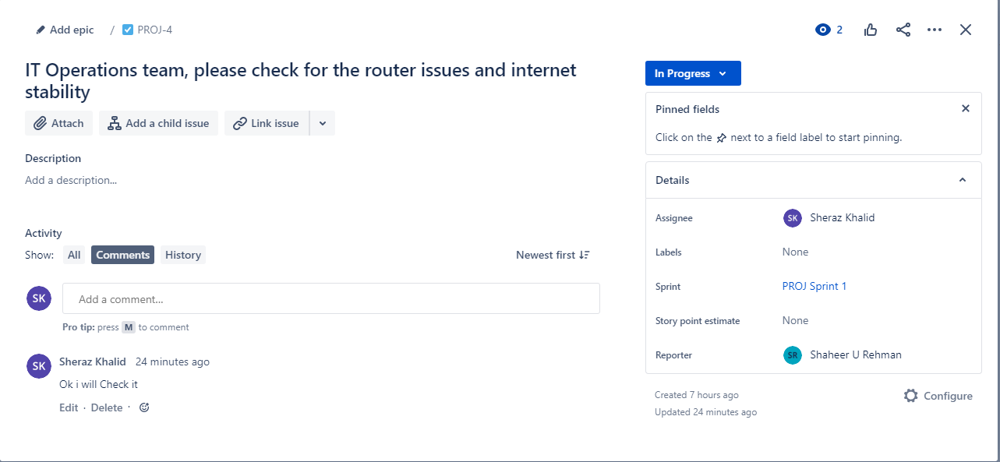 Add epic / PROJ-4
2
IT Operations team, please check for the router issues and internet
stability
Attach
Add a child issue
Link issue
Description
Add a description...
Activity
Show: All Comments History
Newest first
SK
Add a comment...
Pro tip: press M to comment
SK
Sheraz Khalid 24 minutes ago
Ok i will Check it
Edit · Delete ·
In Progress
Pinned fields
Click on the next to a field label to start pinning.
Details
Assignee SK Sheraz Khalid
Labels None
Sprint PROJ Sprint 1
Story point estimate None
Reporter SR Shaheer U Rehman
Created 7 hours ago
Updated 24 minutes ago
Configure